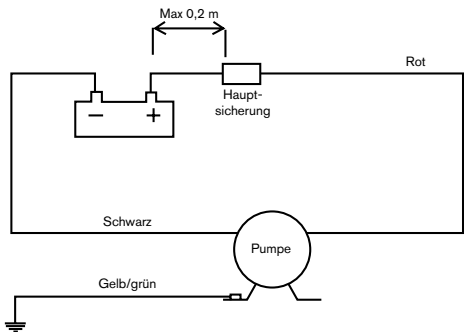 Max 0,2 m
Rot
Haupt-
sicherung
Schwarz
Pumpe
Gelb/grün